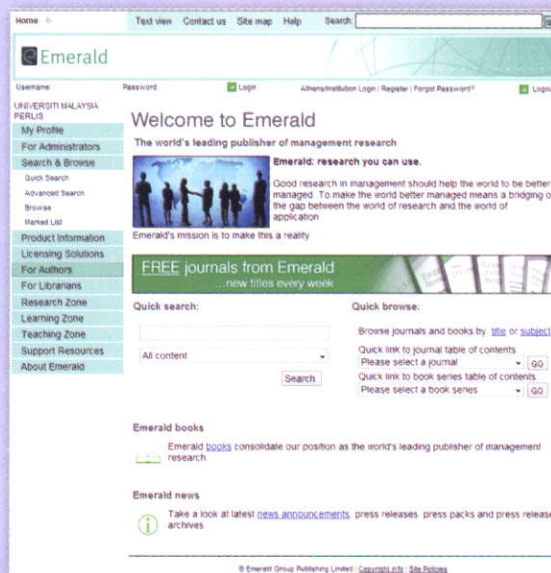 Home
Text view Contact us Site map Help Search:
Emerald
Username: Password: Login Athens/Institution Login | Register | Forgot Password? Logout
UNIVERSITI MALAYSIA
PERLIS
My Profile
For Administrators
Search & Browse
Quick Search
Advanced Search
Browse
Marked List
Product Information
Licensing Solutions
For Authors
For Librarians
Research Zone
Learning Zone
Teaching Zone
Support Resources
About Emerald
Welcome to Emerald
The world's leading publisher of management research
Emerald: research you can use.
Good research in management should help the world to be better
managed. To make the world better managed means a bridging o
the gap between the world of research and the world of
application
Emerald's mission is to make this a reality
FREE journals from Emerald
...new titles every week
Quick search:
All content
Search
Quick browse:
Browse journals and books by title or subject
Quick link to journal table of contents
Please select a journal GO
Quick link to book series table of contents
Please select a book series GO
Emerald books
Emerald books consolidate our position as the world's leading publisher of management
research
Emerald news
Take a look at latest news announcements, press releases, press packs and press release
archives
© Emerald Group Publishing Limited | Copyright info | Site Policies